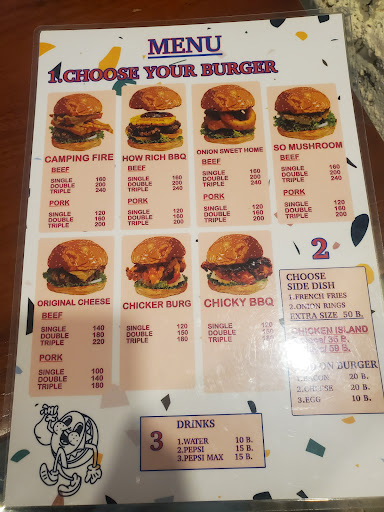 MENU
1.CHOOSE YOUR BURGER
CAMPING FIRE
BEEF
SINGLE 160
DOUBLE 200
TRIPLE 240
PORK
SINGLE 120
DOUBLE 160
TRIPLE 200
HOW RICH BBQ
BEEF
SINGLE 160
DOUBLE 200
TRIPLE 240
PORK
SINGLE 120
DOUBLE 160
TRIPLE 200
ONION SWEET HOME
BEEF
SINGLE 160
DOUBLE 200
TRIPLE 240
PORK
SINGLE 120
DOUBLE 160
TRIPLE 200
SO MUSHROOM
BEEF
SINGLE 160
DOUBLE 200
TRIPLE 240
PORK
SINGLE 120
DOUBLE 160
TRIPLE 200
ORIGINAL CHEESE
BEEF
SINGLE 140
DOUBLE 180
TRIPLE 220
PORK
SINGLE 100
DOUBLE 140
TRIPLE 180
CHICKER BURG
SINGLE 120
DOUBLE 150
TRIPLE 180
CHICKY BBQ
SINGLE 120
DOUBLE 150
TRIPLE 180
2
CHOOSE
SIDE DISH
1.FRENCH FRIES
2.ONION RINGS
EXTRA SIZE 50 B.
CHICKEN ISLAND
B.
59 B.
BURGER
20 B.
20 B.
3.EGG 10 B.
3
DRINKS
1.WATER 10 B.
2.PEPSI 15 B.
3.PEPSI MAX 15 B.